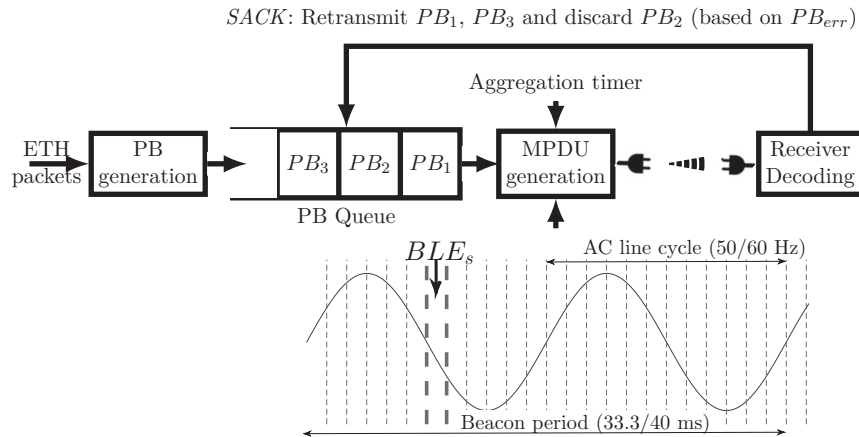 SACK: Retransmit PB1, PB3 and discard PB2 (based on PBerr)
Aggregation timer
ETH
packets
PB
generation
PB3
PB2
PB1
PB Queue
MPDU
generation
Receiver
Decoding
BLEs
AC line cycle (50/60 Hz)
Beacon period (33.3/40 ms)